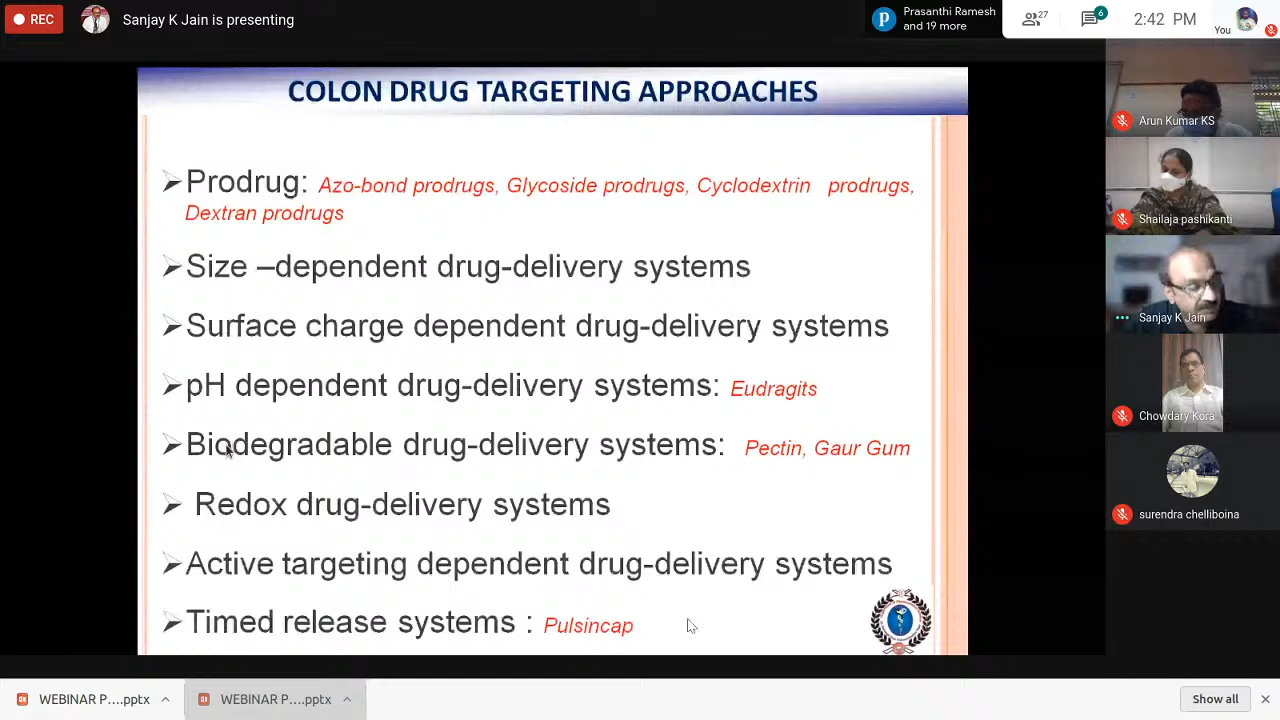 REC
Sanjay K Jain is presenting
p
Prasanthi Ramesh
and 19 more
27
6
2:42 PM
You
COLON DRUG TARGETING APPROACHES
Prodrug: Azo-bond prodrugs, Glycoside prodrugs, Cyclodextrin prodrugs,
Dextran prodrugs
Size –dependent drug-delivery systems
Surface charge dependent drug-delivery systems
pH dependent drug-delivery systems: Eudragits
Biodegradable drug-delivery systems: Pectin, Gaur Gum
Redox drug-delivery systems
Active targeting dependent drug-delivery systems
Timed release systems : Pulsincap
Arun Kumar KS
Shailaja pashikanti
Sanjay K Jain
Chowdary Kora
surendra chelliboina
WEBINAR P....pptx
WEBINAR P....pptx
Show all